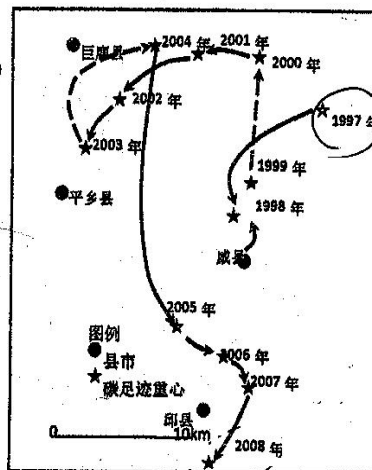 巨鹿县
2004年
2001年
2000年
2002年
1997年
2003年
1999年
平乡县
1998年
威县
2005年
图例
2006年
县市
2007年
碳足迹重心
邱县
0 10km
2008年